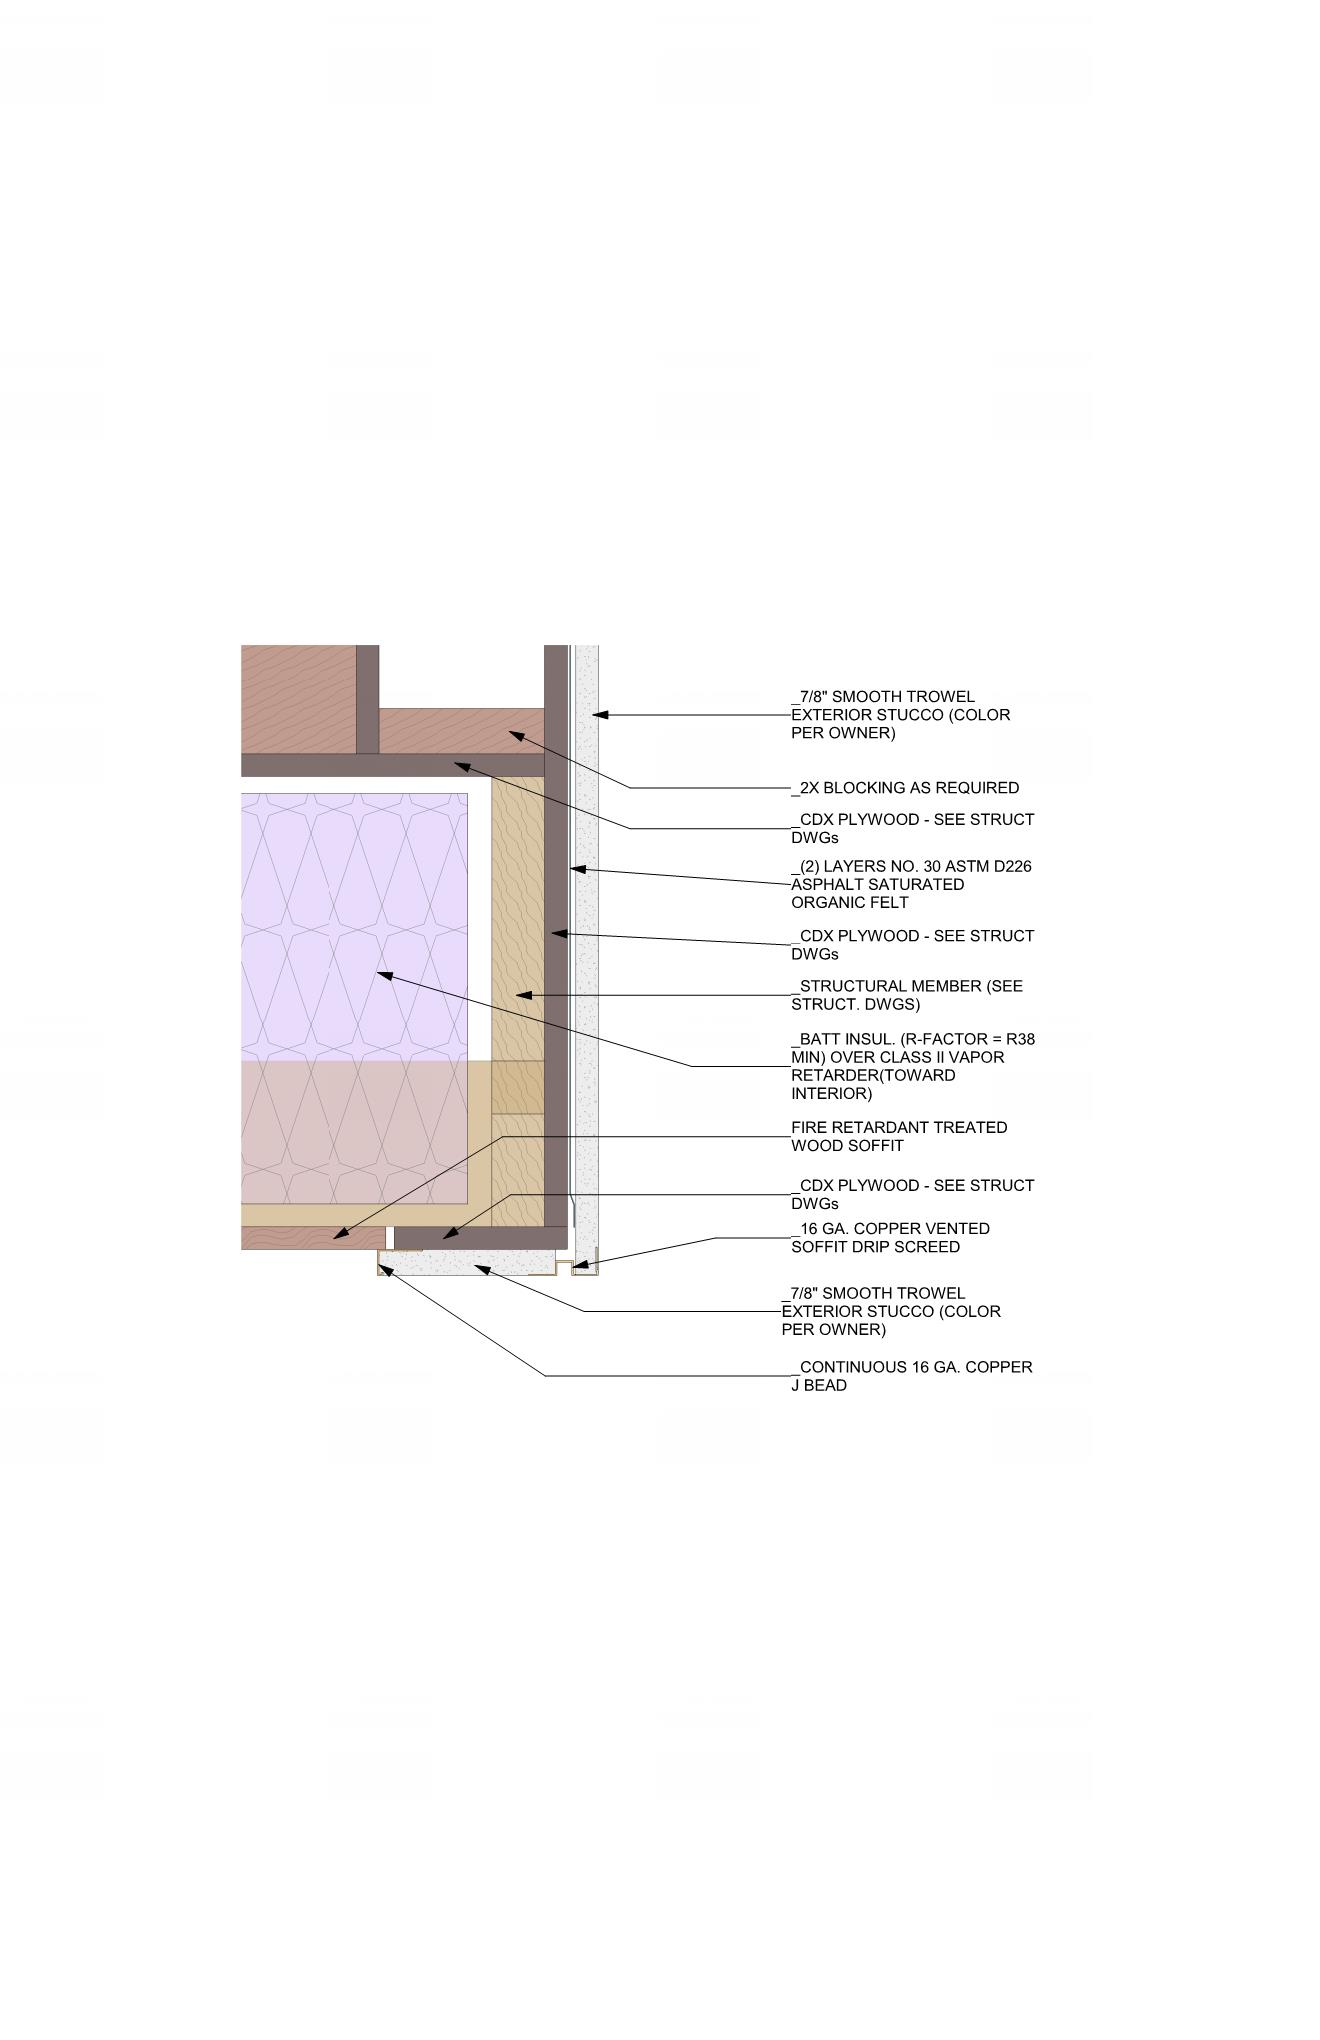 _7/8" SMOOTH TROWEL
EXTERIOR STUCCO (COLOR
PER OWNER)
_2X BLOCKING AS REQUIRED
_CDX PLYWOOD - SEE STRUCT
DWGs
_(2) LAYERS NO. 30 ASTM D226
ASPHALT SATURATED
ORGANIC FELT
_CDX PLYWOOD - SEE STRUCT
DWGs
_STRUCTURAL MEMBER (SEE
STRUCT. DWGS)
_BATT INSUL. (R-FACTOR = R38
MIN) OVER CLASS II VAPOR
RETARDER(TOWARD
INTERIOR)
FIRE RETARDANT TREATED
WOOD SOFFIT
_CDX PLYWOOD - SEE STRUCT
DWGs
_16 GA. COPPER VENTED
SOFFIT DRIP SCREED
_7/8" SMOOTH TROWEL
EXTERIOR STUCCO (COLOR
PER OWNER)
_CONTINUOUS 16 GA. COPPER
J BEAD